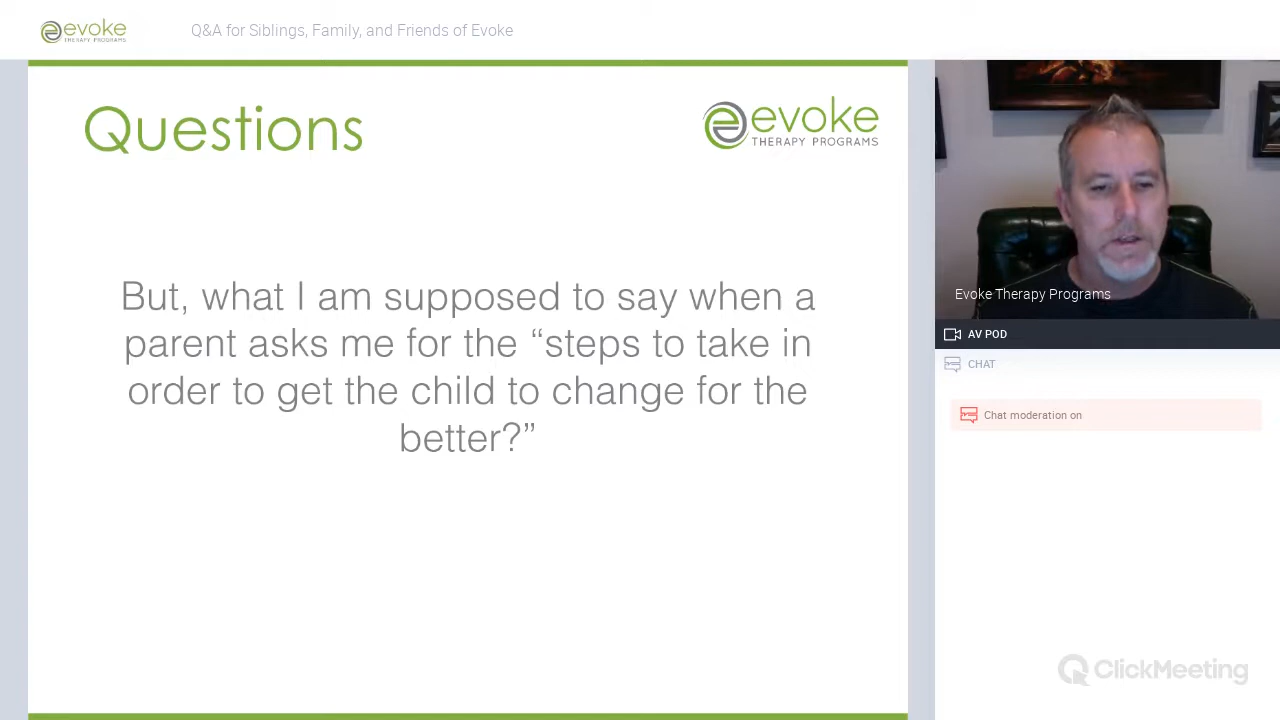 evoke
THERAPY PROGRAMS
Q&A for Siblings, Family, and Friends of Evoke
Questions
evoke
THERAPY PROGRAMS
But, what I am supposed to say when a
parent asks me for the “steps to take in
order to get the child to change for the
better?”
Evoke Therapy Programs
AV POD
CHAT
Chat moderation on
ClickMeeting